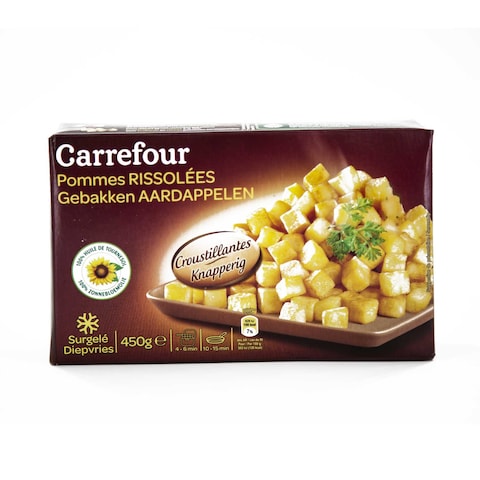 Carrefour
Pommes RISSOLÉES
Gebakken AARDAPPELEN
Croustillantes
Knapperig
100% HUILE DE TOURNESOL
100% ZONNEBLOEMOLIE
Surgelé
Diepvries
450g e
4 - 6 min
10 - 15 min
7%